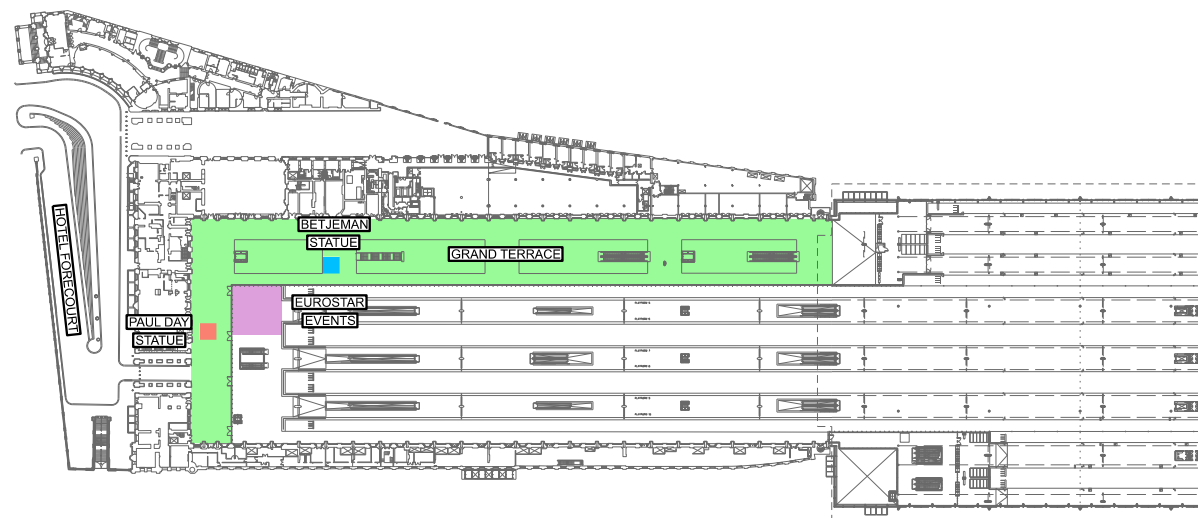 BETJEMAN
STATUE
GRAND TERRACE
HOTEL FORECOURT
EUROSTAR
EVENTS
PAUL DAY
STATUE